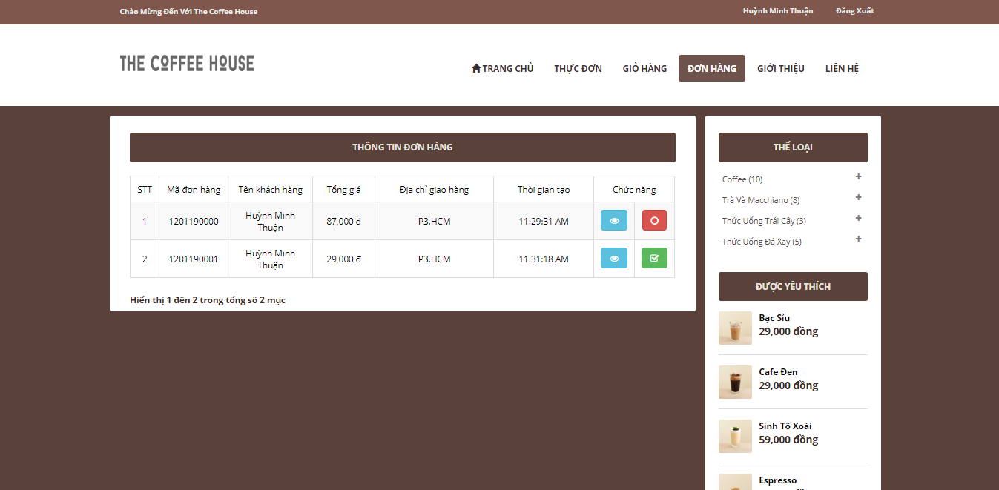 Chào Mừng Đến Với The Coffee House
Huỳnh Minh Thuận
Đăng Xuất
THE COFFEE HOUSE
TRANG CHỦ
THỰC ĐƠN
GIỎ HÀNG
ĐƠN HÀNG
GIỚI THIỆU
LIÊN HỆ
THÔNG TIN ĐƠN HÀNG
STT Mã đơn hàng Tên khách hàng Tổng giá Địa chỉ giao hàng Thời gian tạo Chức năng
1 1201190000 Huỳnh Minh Thuận 87,000 đ P3.HCM 11:29:31 AM
2 1201190001 Huỳnh Minh Thuận 29,000 đ P3.HCM 11:31:18 AM
Hiển thị 1 đến 2 trong tổng số 2 mục
THỂ LOẠI
Coffee (10) +
Trà Và Macchiano (8) +
Thức Uống Trái Cây (3) +
Thức Uống Đá Xay (5) +
ĐƯỢC YÊU THÍCH
Bạc Sỉu
29,000 đồng
Cafe Đen
29,000 đồng
Sinh Tố Xoài
59,000 đồng
Espresso